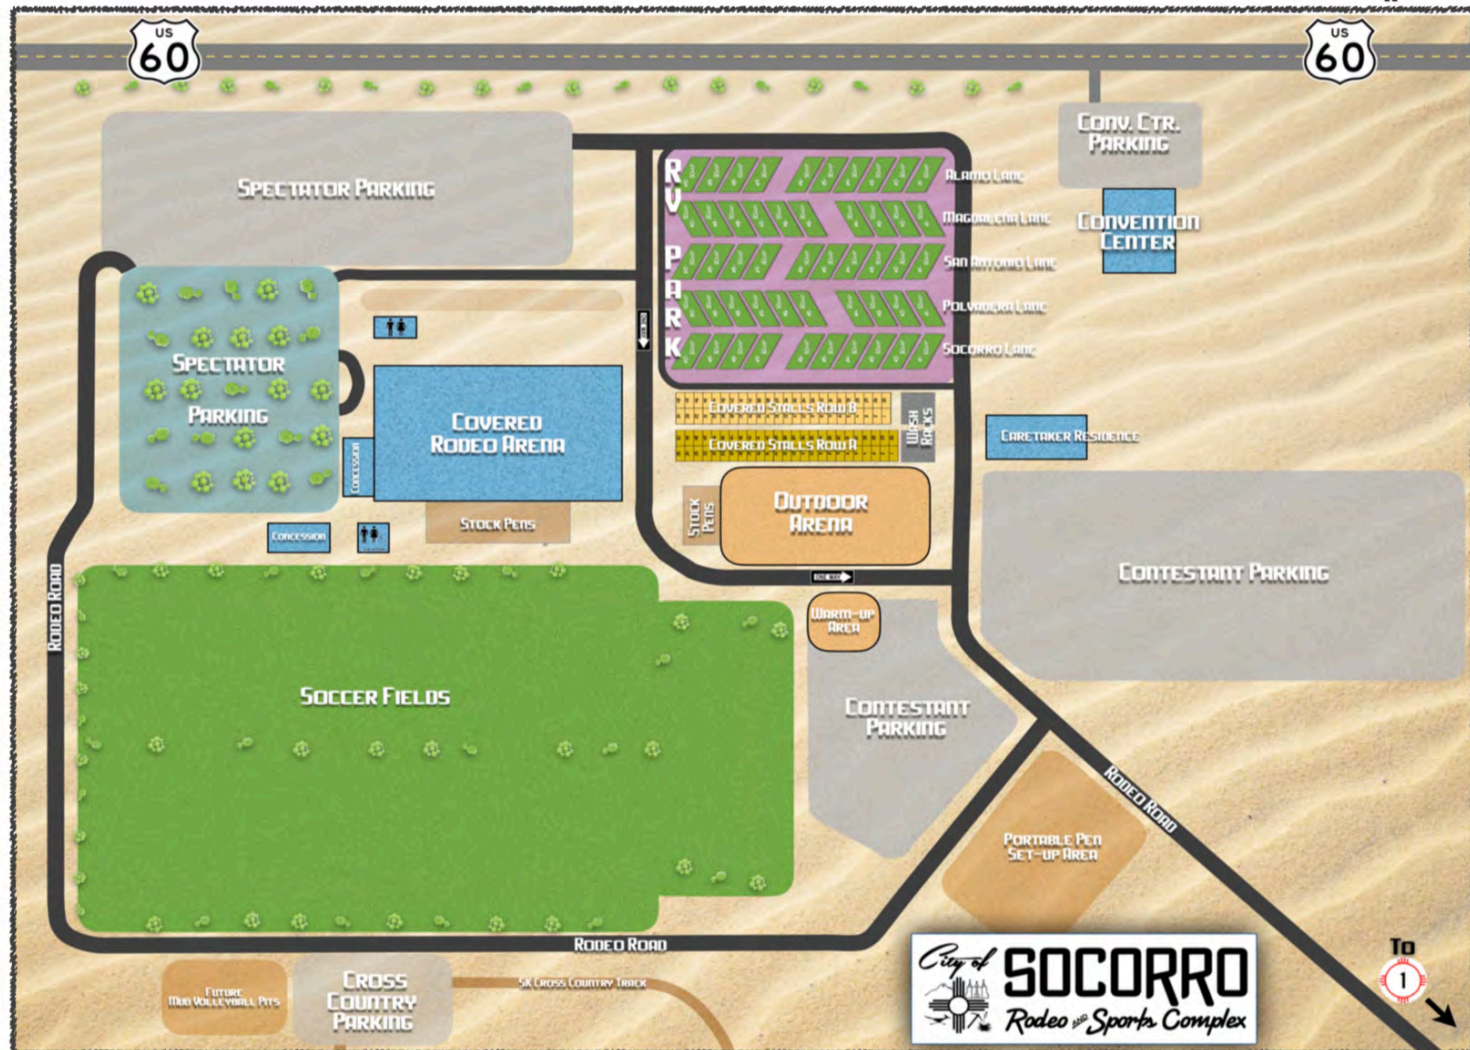 US
60
US
60
CONV. CTR.
PARKING
SPECTATOR PARKING
RV PARK
ALAMO LANE
MAGDALENA LANE
SAN ANTONIO LANE
POLVADERA LANE
SOCORRO LANE
CONVENTION
CENTER
SPECTATOR
PARKING
COVERED
RODEO ARENA
CONCESSION
COVERED STALLS ROW B
COVERED STALLS ROW A
WASH
RACKS
CARETAKER RESIDENCE
STOCK PENS
STOCK
PENS
OUTDOOR
ARENA
CONCESSION
CONTESTANT PARKING
ONE WAY
ONE WAY
WARM-UP
AREA
RODEO ROAD
SOCCER FIELDS
CONTESTANT
PARKING
RODEO ROAD
PORTABLE PEN
SET-UP AREA
RODEO ROAD
FUTURE
MUD VOLLEYBALL PITS
CROSS
COUNTRY
PARKING
5K CROSS COUNTRY TRACK
City of
SOCORRO
Rodeo AND Sports Complex
TO
1